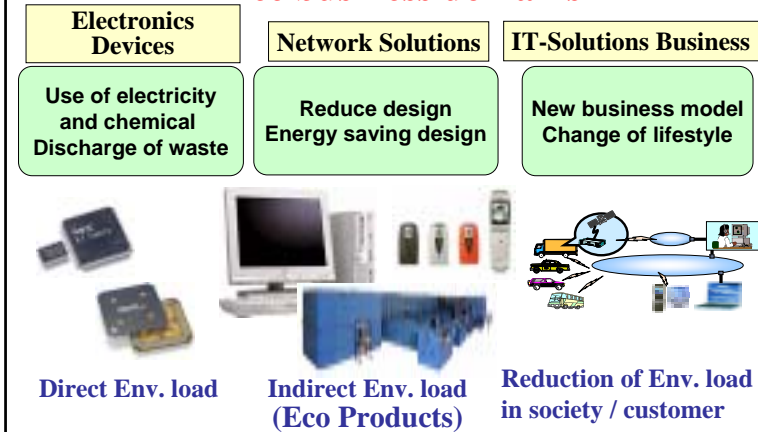 Electronics
Devices
Network Solutions
IT-Solutions Business
Use of electricity
and chemical
Discharge of waste
Reduce design
Energy saving design
New business model
Change of lifestyle
NEC
Direct Env. load
Indirect Env. load
(Eco Products)
Reduction of Env. load
in society / customer